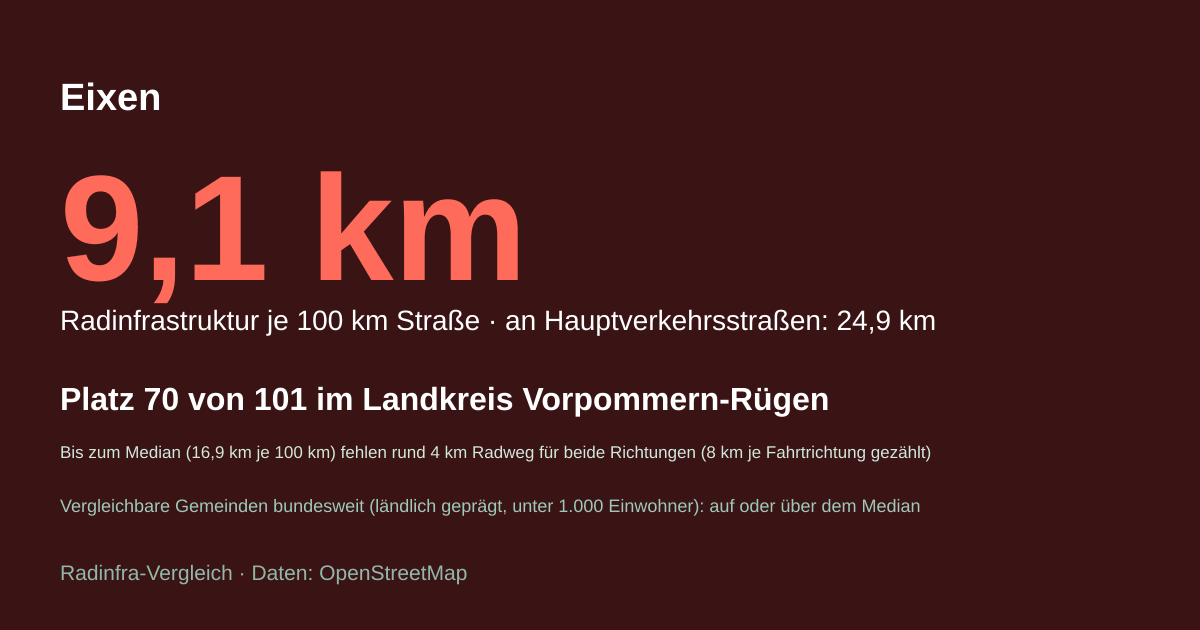 Eixen
9,1 km
Radinfrastruktur je 100 km Straße · an Hauptverkehrsstraßen: 24,9 km
Platz 70 von 101 im Landkreis Vorpommern-Rügen
Bis zum Median (16,9 km je 100 km) fehlen rund 4 km Radweg für beide Richtungen (8 km je Fahrtrichtung gezählt)
Vergleichbare Gemeinden bundesweit (ländlich geprägt, unter 1.000 Einwohner): auf oder über dem Median
Radinfra-Vergleich · Daten: OpenStreetMap